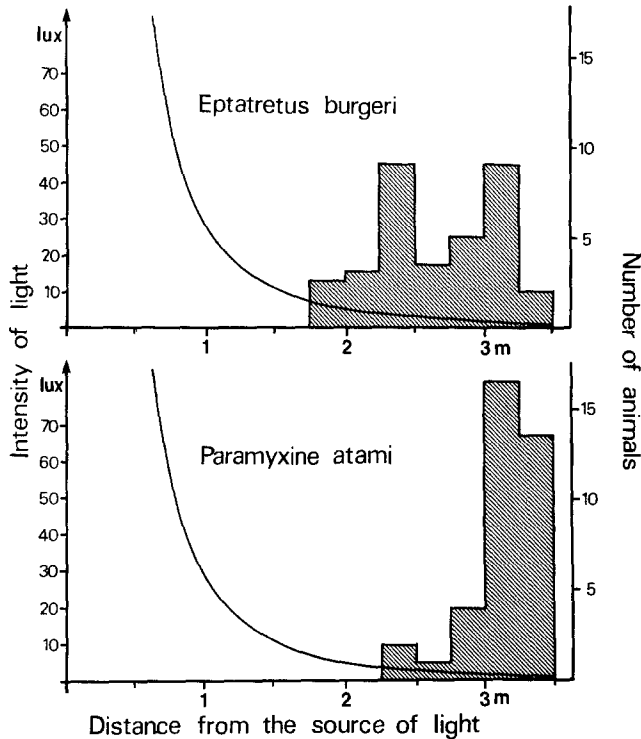 lux
70
60
50
40
30
20
10
Eptatretus burgeri
15
10
5
1
2
3 m
Intensity of light
Number of animals
lux
70
60
50
40
30
20
10
Paramyxine atami
15
10
5
1
2
3 m
Distance from the source of light